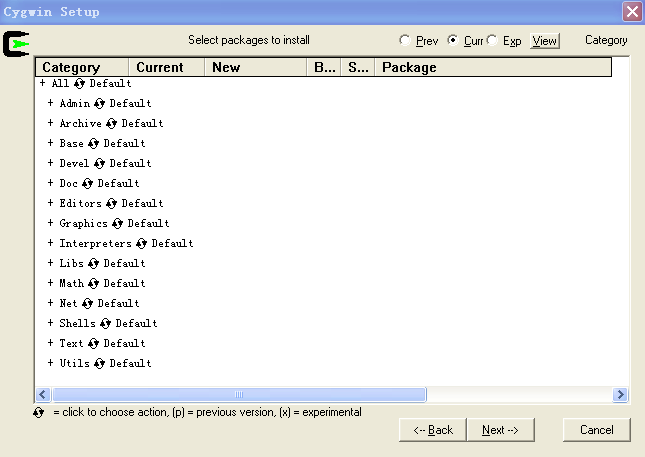 Cygwin Setup
Select packages to install Prev Curr Exp View Category
Category Current New B... S... Package
+ All Default
+ Admin Default
+ Archive Default
+ Base Default
+ Devel Default
+ Doc Default
+ Editors Default
+ Graphics Default
+ Interpreters Default
+ Libs Default
+ Math Default
+ Net Default
+ Shells Default
+ Text Default
+ Utils Default
= click to choose action, (p) = previous version, (x) = experimental
<-- Back Next --> Cancel